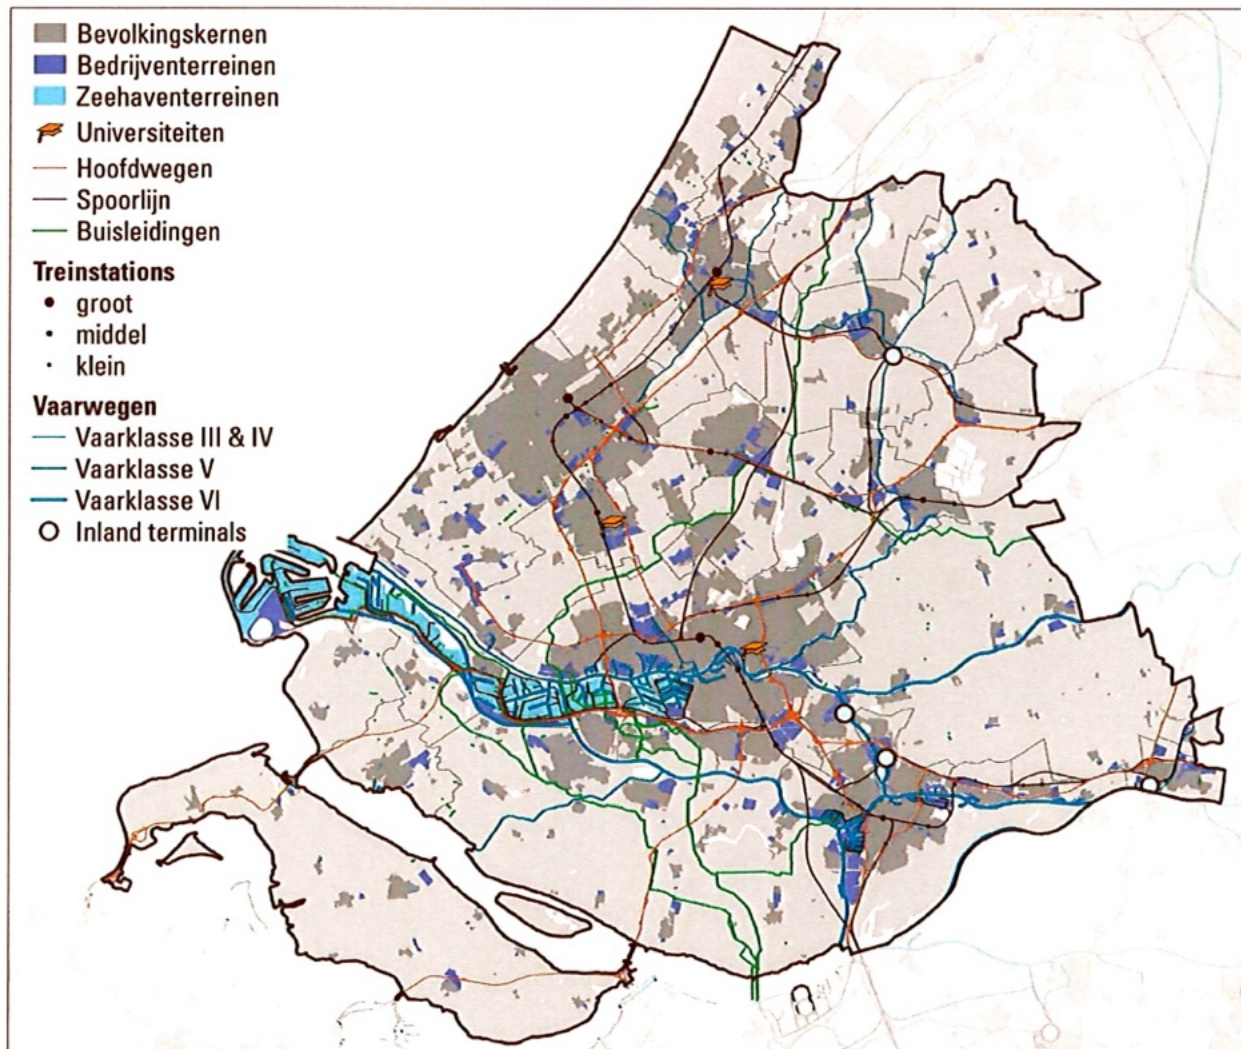 Bevolkingskernen
Bedrijventerreinen
Zeehaventerreinen
Universiteiten
Hoofdwegen
Spoorlijn
Buisleidingen
Treinstations
groot
middel
klein
Vaarwegen
Vaarklasse III & IV
Vaarklasse V
Vaarklasse VI
Inland terminals